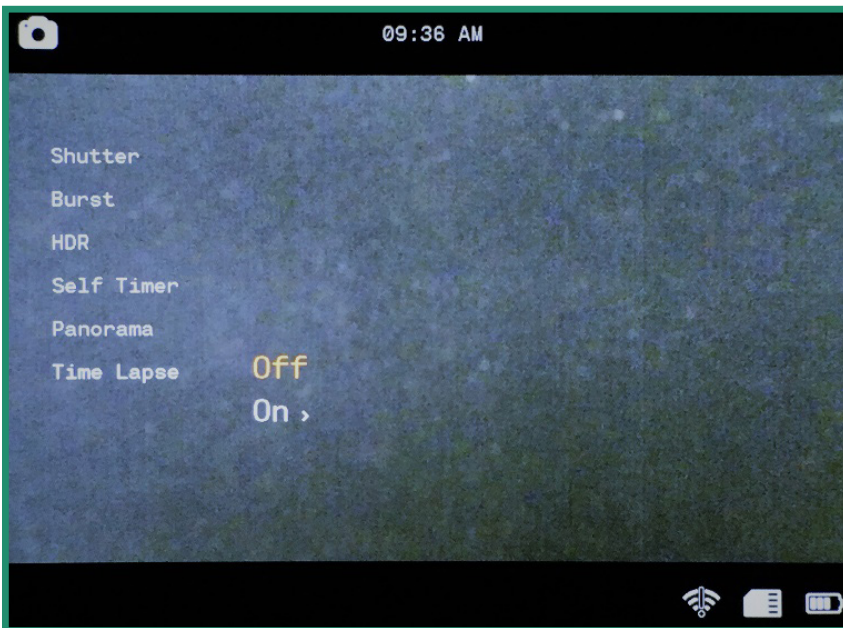 09:36 AM
Shutter
Burst
HDR
Self Timer
Panorama
Time Lapse Off
On ›